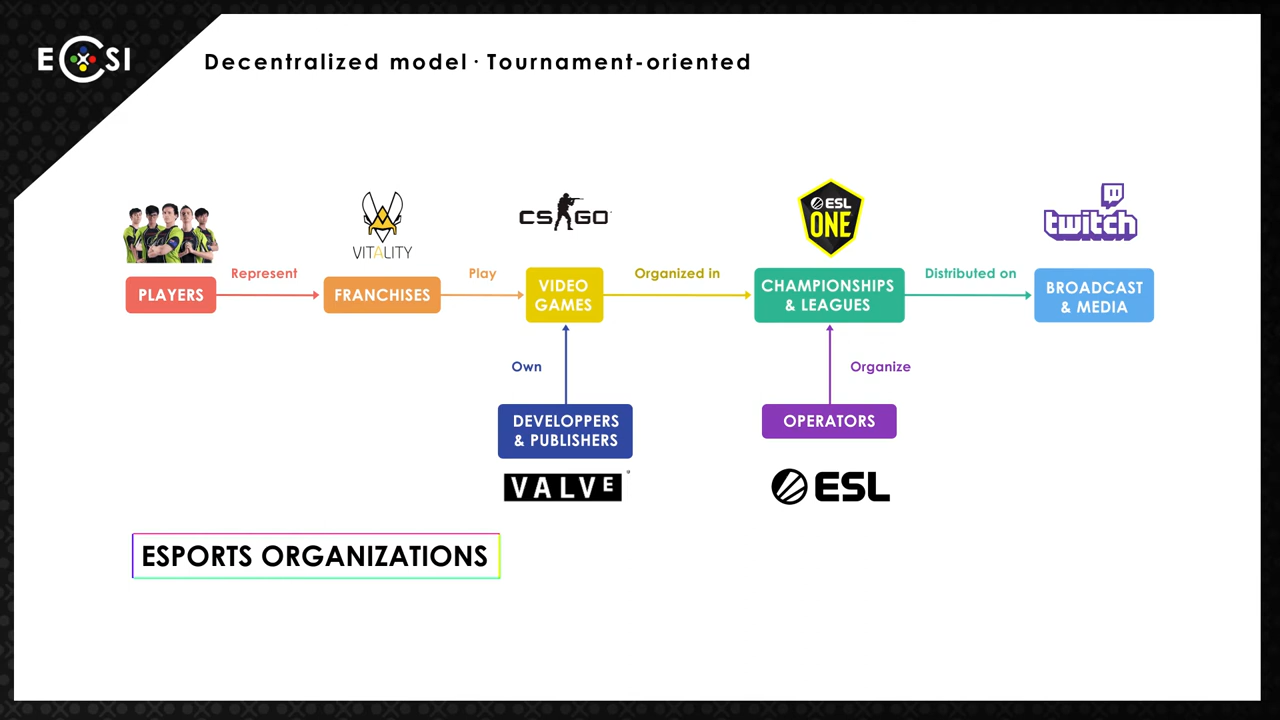 ECSI
Decentralized model · Tournament-oriented
VITALITY
CS GO
ESL
ONE
twitch
Represent
Play
Organized in
Distributed on
PLAYERS
FRANCHISES
VIDEO
GAMES
CHAMPIONSHIPS
& LEAGUES
BROADCAST
& MEDIA
Own
Organize
DEVELOPPERS
& PUBLISHERS
OPERATORS
VALVE
ESL
ESPORTS ORGANIZATIONS